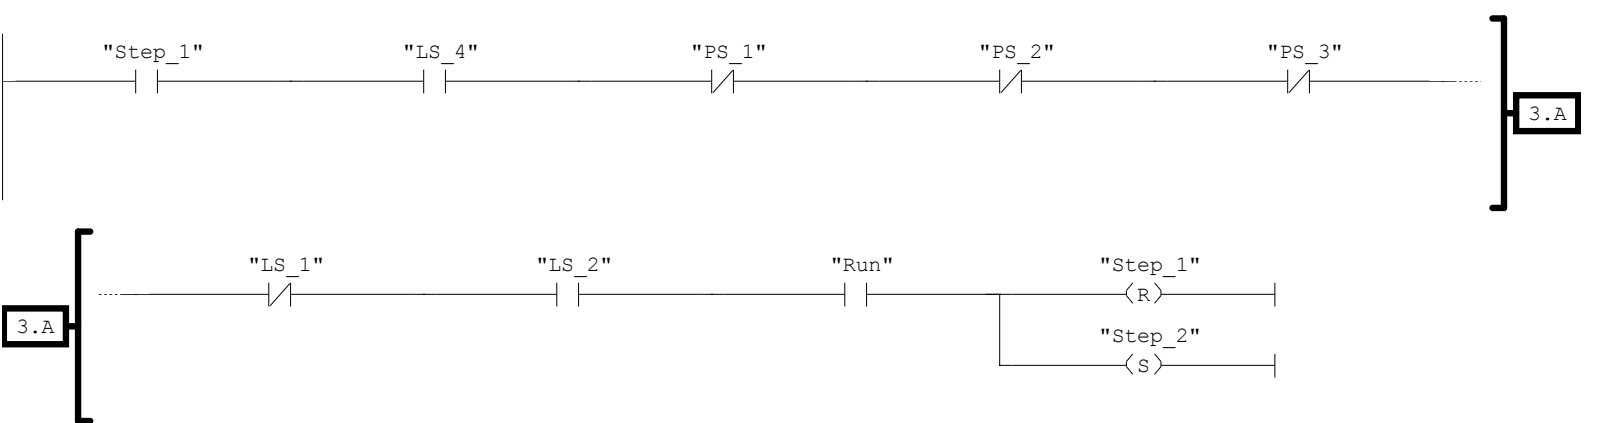 "Step_1" "LS_4" "PS_1" "PS_2" "PS_3"
3.A
"LS_1" "LS_2" "Run" "Step_1"
R
3.A
"Step_2"
S